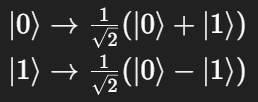 |0⟩ → 1/√2 (|0⟩ + |1⟩)
|1⟩ → 1/√2 (|0⟩ − |1⟩)